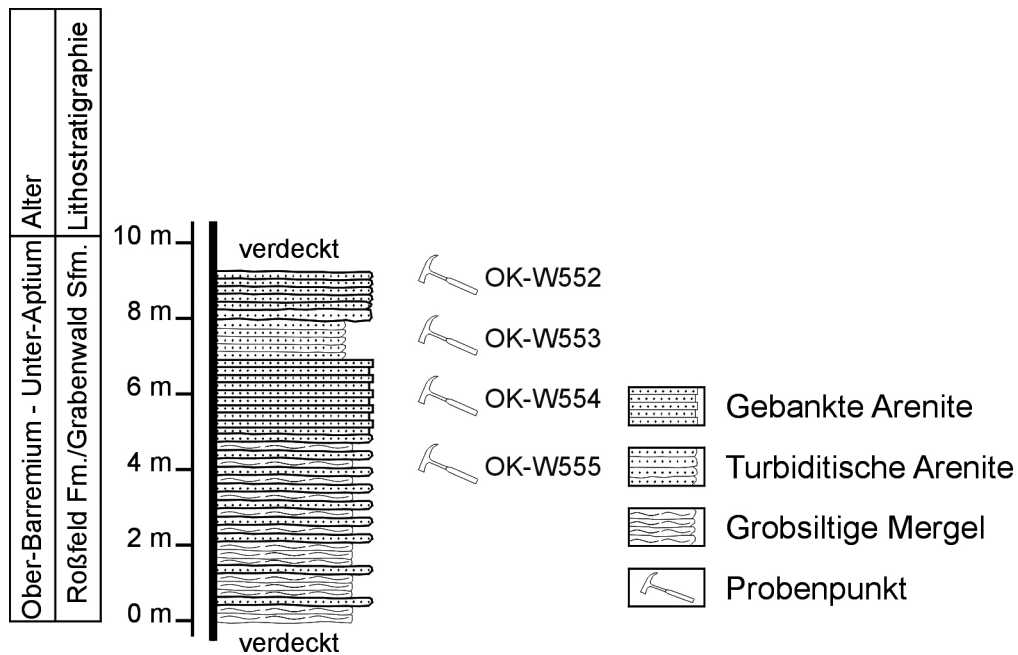 Alter
Lithostratigraphie
Ober-Barremium - Unter-Aptium
Roßfeld Fm./Grabenwald Sfm.
10 m
8 m
6 m
4 m
2 m
0 m
verdeckt
verdeckt
OK-W552
OK-W553
OK-W554
OK-W555
Gebankte Arenite
Turbiditische Arenite
Grobsiltige Mergel
Probenpunkt